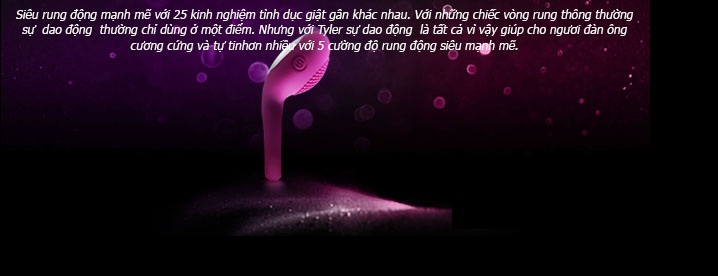 Siêu rung động mạnh mẽ với 25 kinh nghiệm tình dục giật gân khác nhau. Với những chiếc vòng rung thông thường
sự dao động thường chỉ dùng ở một điểm. Nhưng với Tyler sự dao động là tất cả vì vậy giúp cho ngươi đàn ông
cương cứng và tự tinhơn nhiều với 5 cường độ rung động siêu mạnh mẽ.